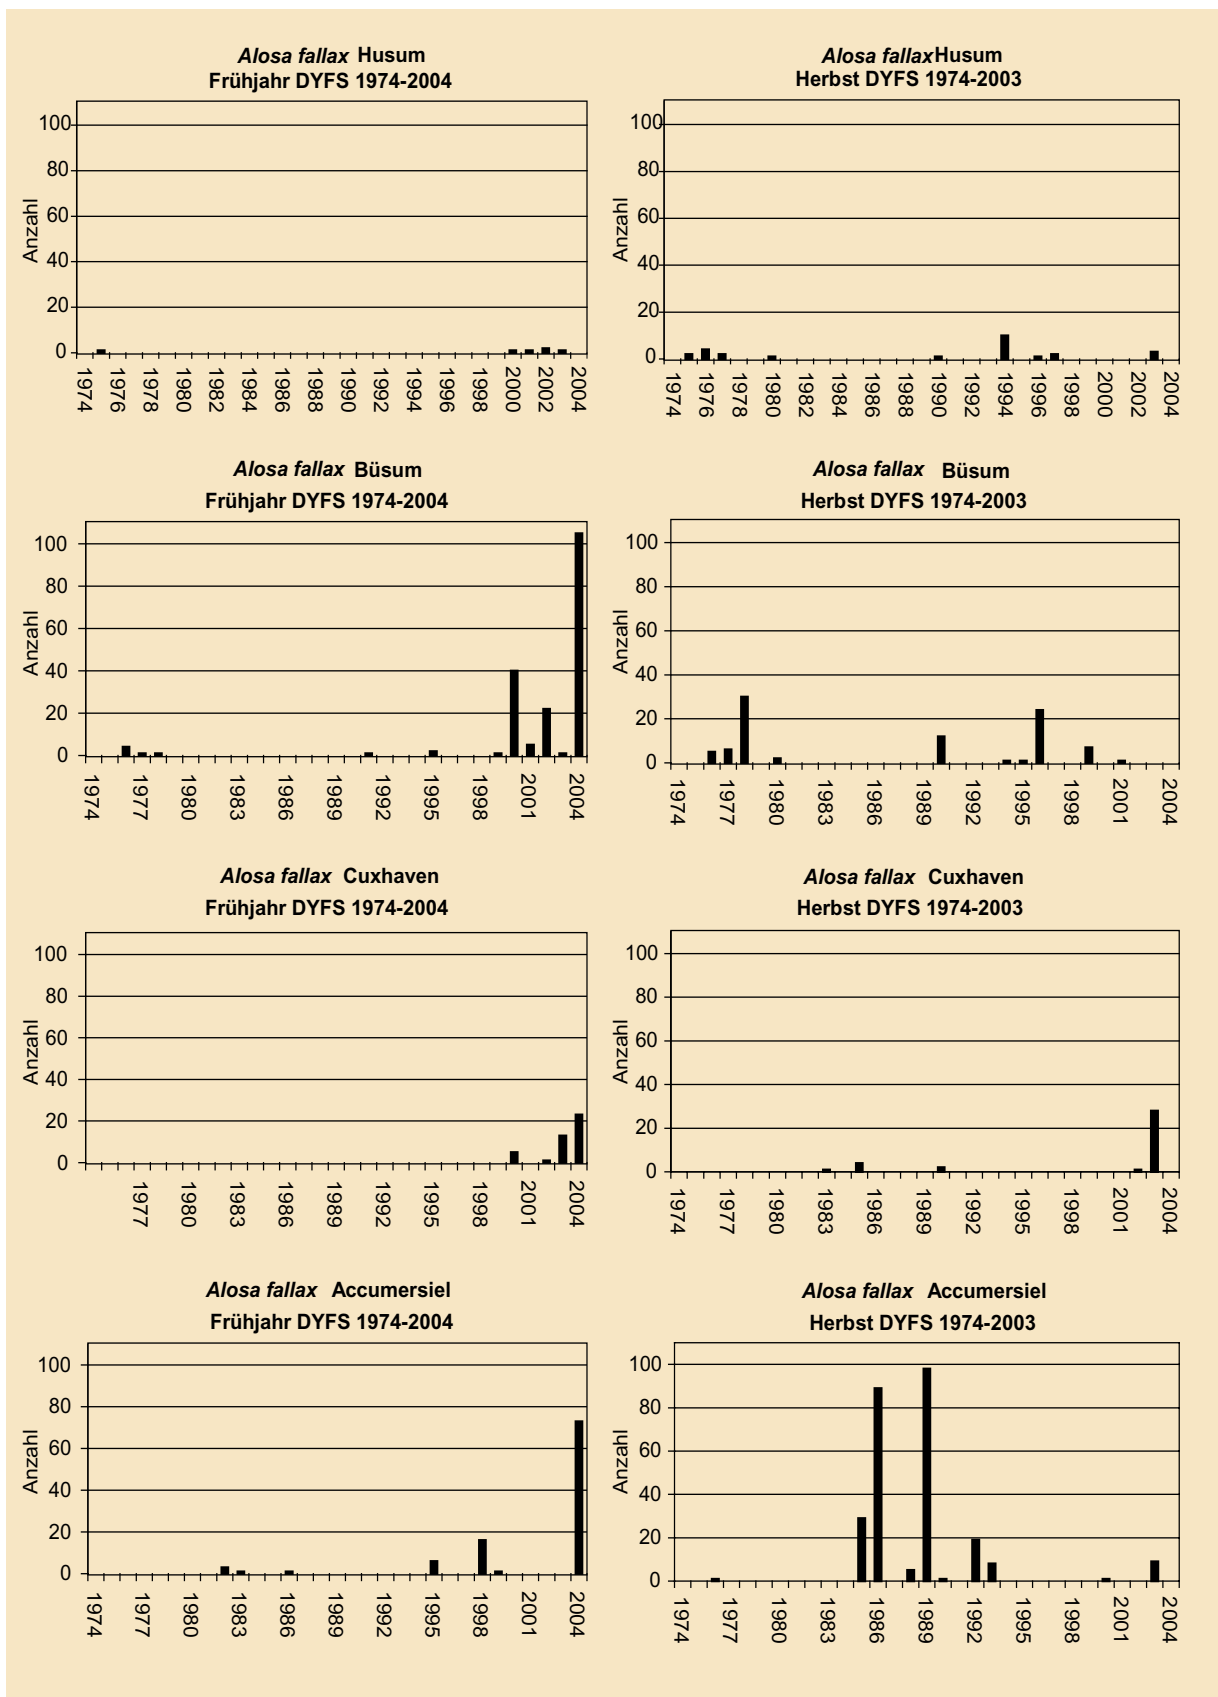 Alosa fallax Husum
Frühjahr DYFS 1974-2004
Anzahl
100
80
60
40
20
0
1974 1976 1978 1980 1982 1984 1986 1988 1990 1992 1994 1996 1998 2000 2002 2004
Alosa fallaxHusum
Herbst DYFS 1974-2003
Anzahl
100
80
60
40
20
0
1974 1976 1978 1980 1982 1984 1986 1988 1990 1992 1994 1996 1998 2000 2002 2004
Alosa fallax Büsum
Frühjahr DYFS 1974-2004
Anzahl
100
80
60
40
20
0
1974 1977 1980 1983 1986 1989 1992 1995 1998 2001 2004
Alosa fallax Büsum
Herbst DYFS 1974-2003
Anzahl
100
80
60
40
20
0
1974 1977 1980 1983 1986 1989 1992 1995 1998 2001 2004
Alosa fallax Cuxhaven
Frühjahr DYFS 1974-2004
Anzahl
100
80
60
40
20
0
1977 1980 1983 1986 1989 1992 1995 1998 2001 2004
Alosa fallax Cuxhaven
Herbst DYFS 1974-2003
Anzahl
100
80
60
40
20
0
1974 1977 1980 1983 1986 1989 1992 1995 1998 2001 2004
Alosa fallax Accumersiel
Frühjahr DYFS 1974-2004
Anzahl
100
80
60
40
20
0
1974 1977 1980 1983 1986 1989 1992 1995 1998 2001 2004
Alosa fallax Accumersiel
Herbst DYFS 1974-2003
Anzahl
100
80
60
40
20
0
1974 1977 1980 1983 1986 1989 1992 1995 1998 2001 2004